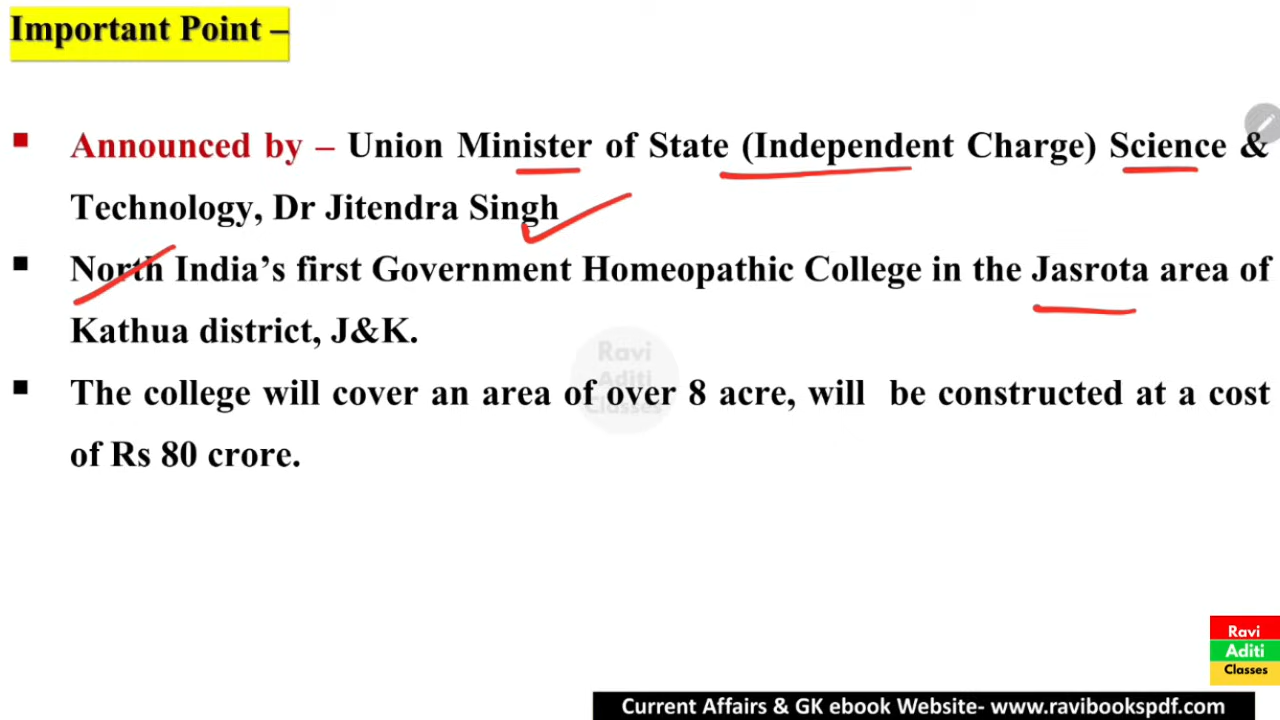 Important Point –
Announced by – Union Minister of State (Independent Charge) Science &
Technology, Dr Jitendra Singh
North India’s first Government Homeopathic College in the Jasrota area of
Kathua district, J&K.
Ravi
Aditi
Classes
The college will cover an area of over 8 acre, will be constructed at a cost
of Rs 80 crore.
Ravi
Aditi
Classes
Current Affairs & GK ebook Website- www.ravibookspdf.com